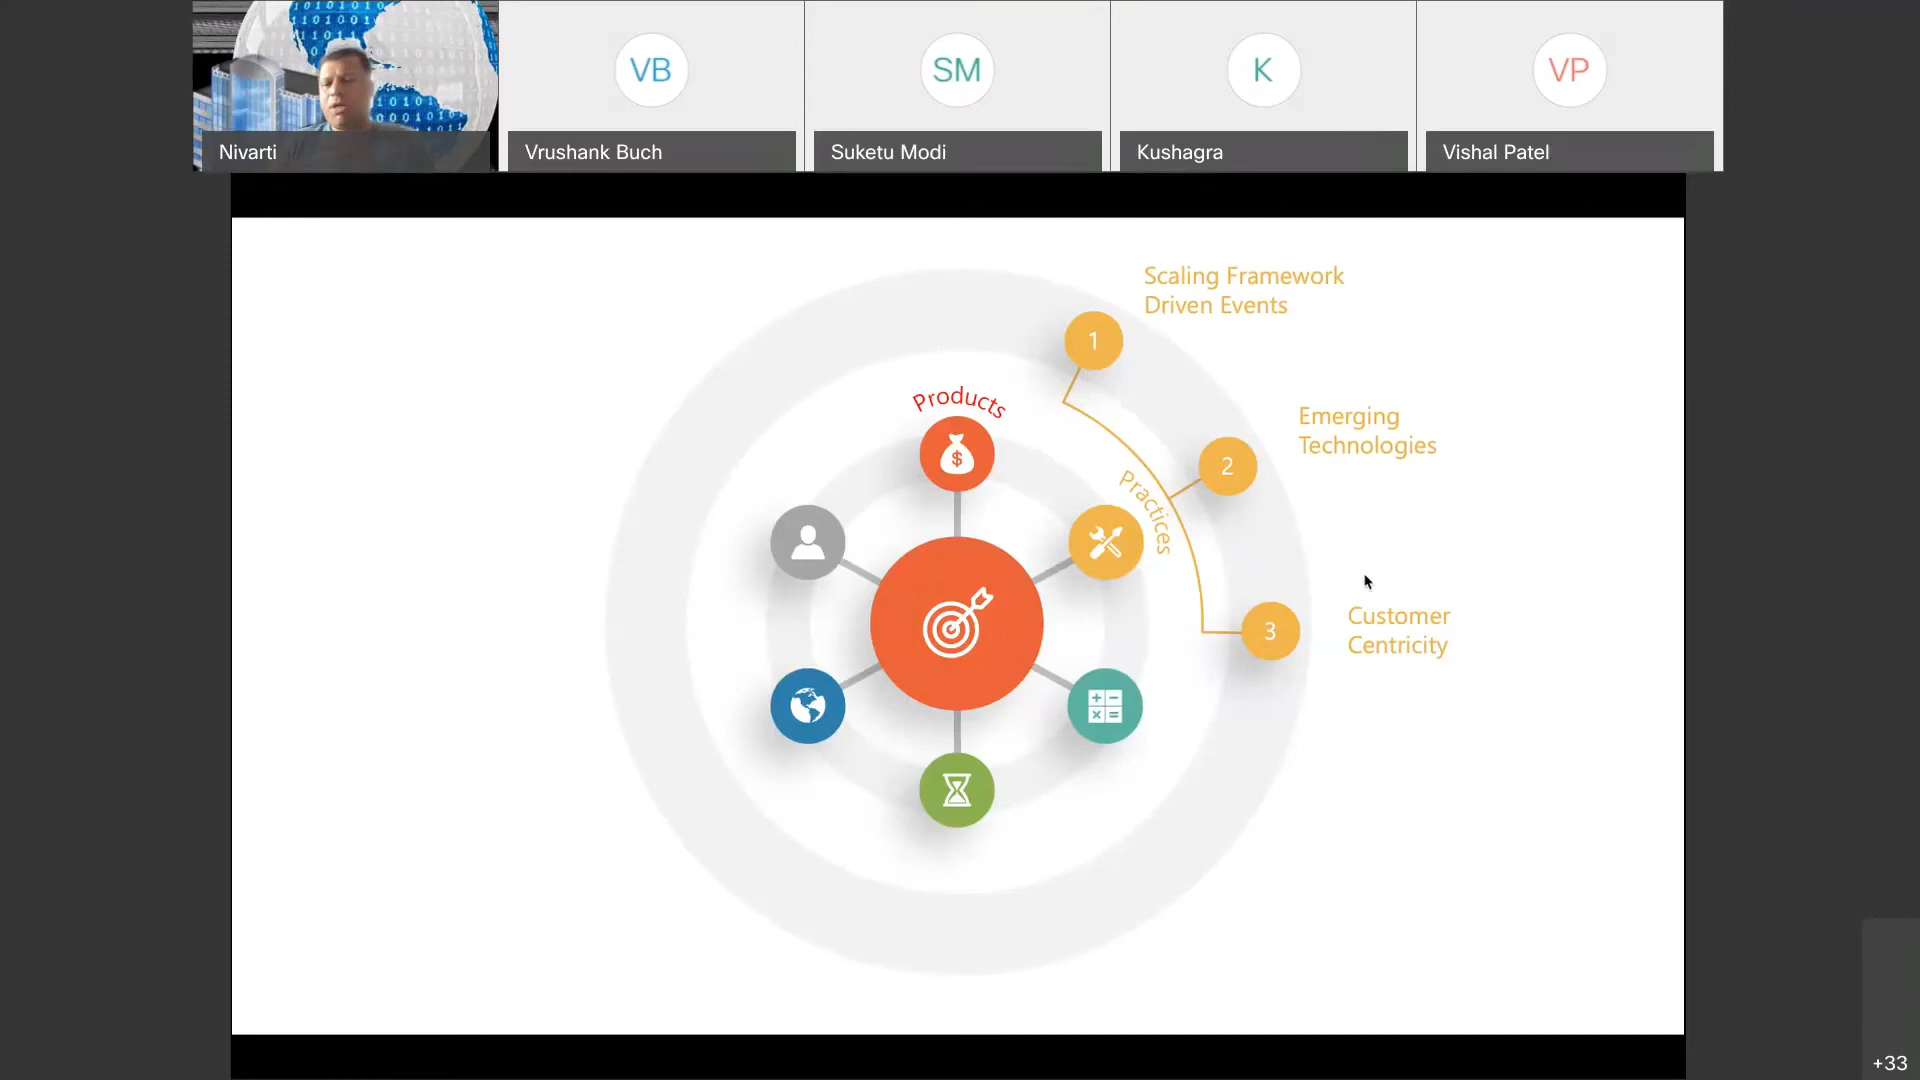 VB
SM
K
VP
Nivarti
Vrushank Buch
Suketu Modi
Kushagra
Vishal Patel
Scaling Framework
Driven Events
1
Products
Emerging
Technologies
2
Practices
Customer
Centricity
3
+33